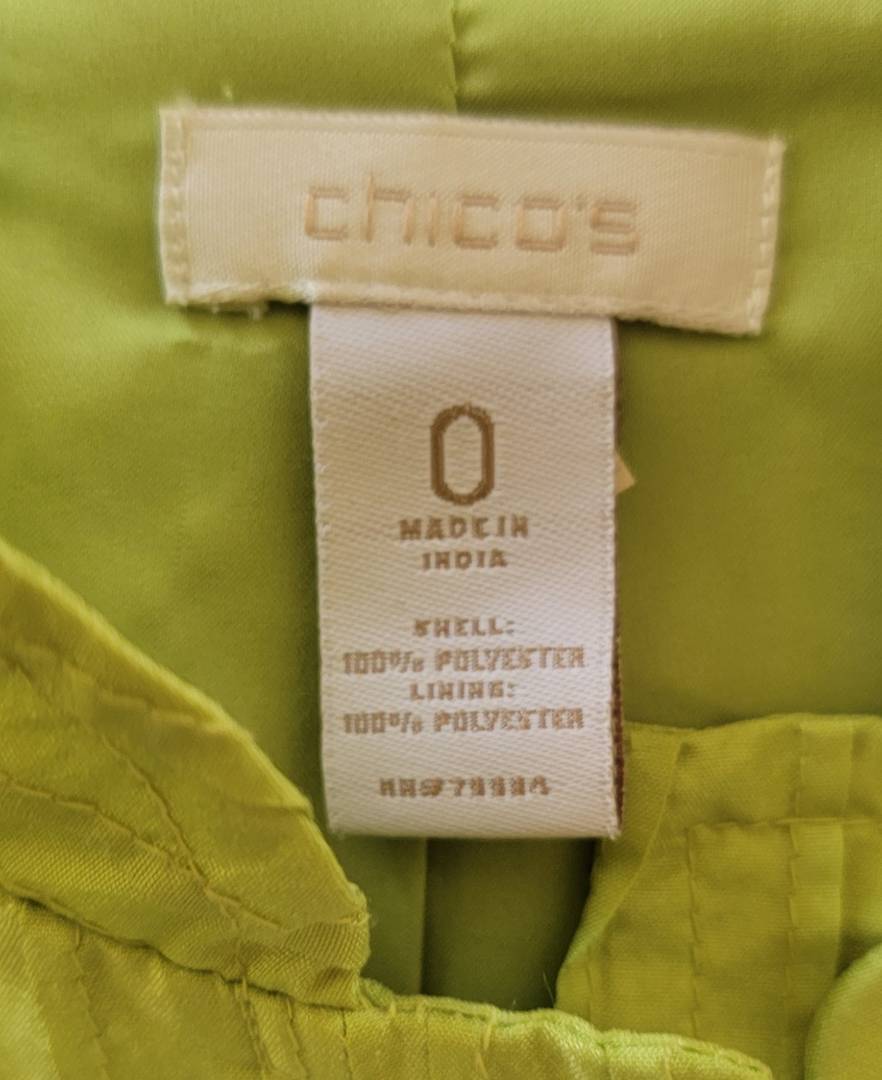 chico's
0
MADE IN
INDIA
SHELL:
100% POLYESTER
LINING:
100% POLYESTER